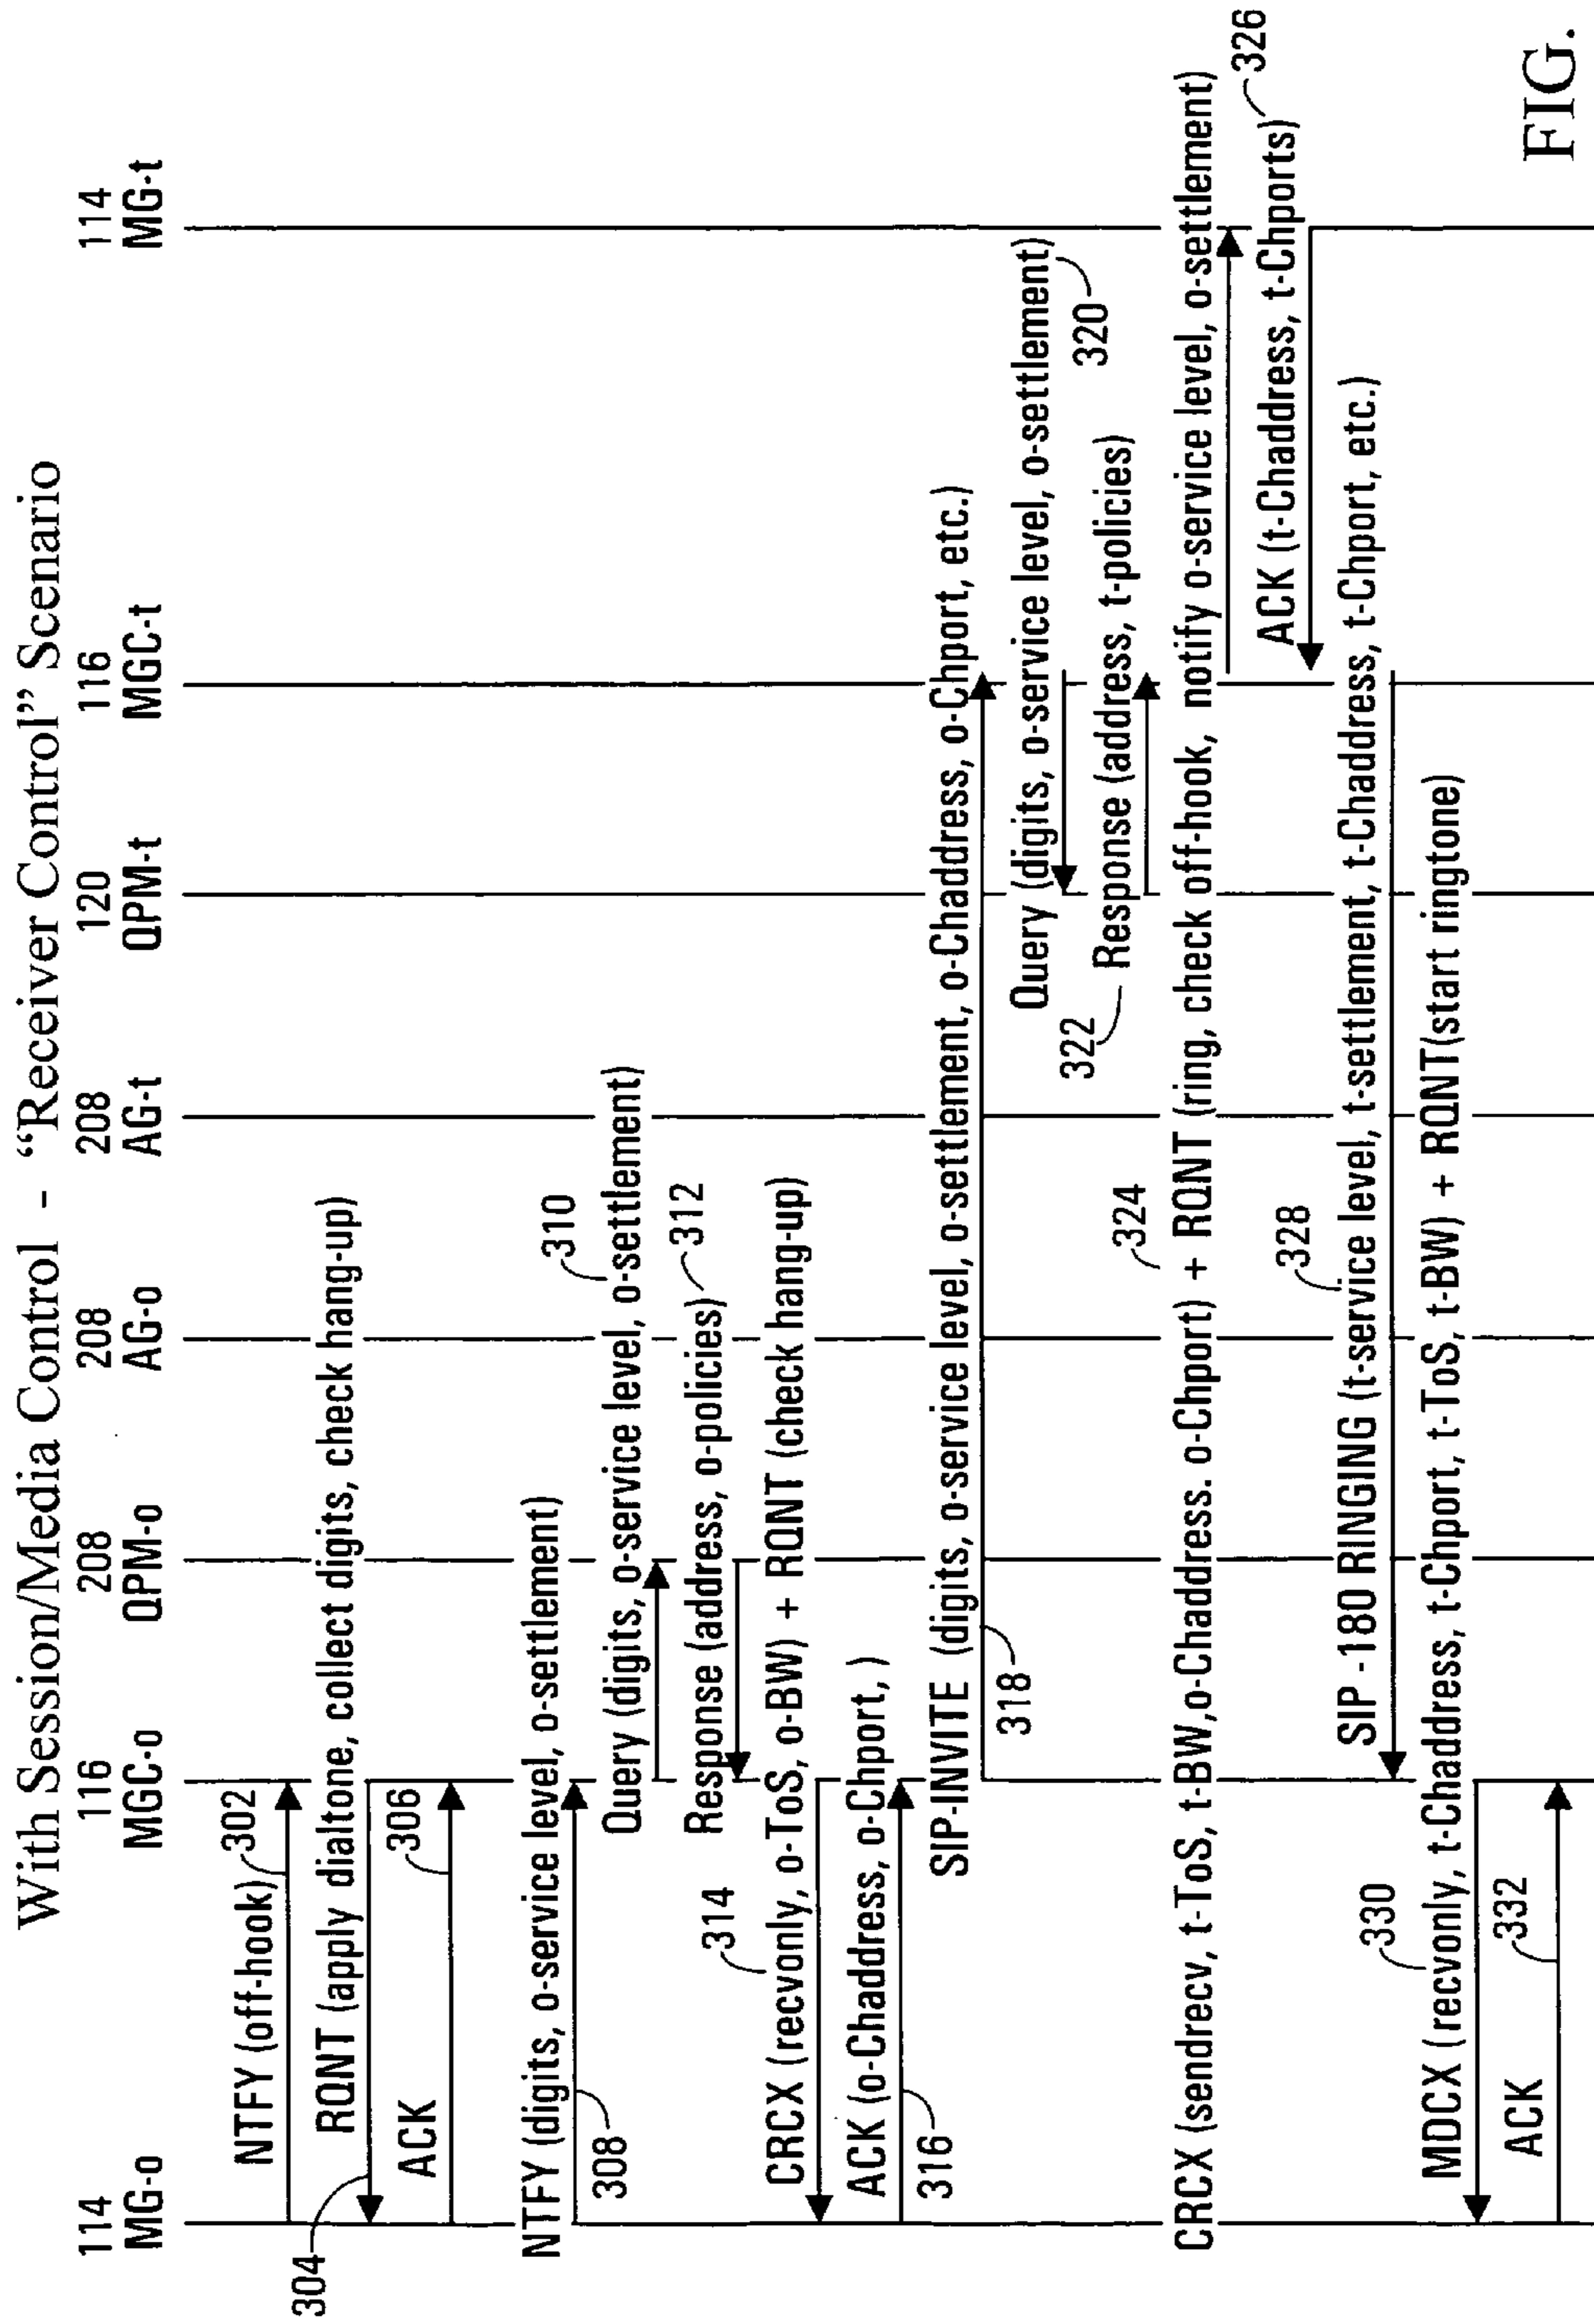 With Session/Media Control - “Receiver Control” Scenario
114 116 208 208 208 120 116 114
MG-o MGC-o QPM-o AG-o AG-t QPM-t MGC-t MG-t
NTFY (off-hook) 302
304 RQNT (apply dialtone, collect digits, check hang-up)
ACK 306
NTFY (digits, o-service level, o-settlement)
308
310
Query (digits, o-service level, o-settlement)
Response (address, o-policies) 312
314
CRCX (recvonly, o-ToS, o-BW) + RQNT (check hang-up)
ACK (o-Chaddress, o-Chport, )
316
SIP-INVITE (digits, o-service level, o-settlement, o-Chaddress, o-Chport, etc.)
318
Query (digits, o-service level, o-settlement)
320
322 Response (address, t-policies)
324
CRCX (sendrecv, t-ToS, t-BW,o-Chaddress. o-Chport) + RQNT (ring, check off-hook, notify o-service level, o-settlement)
ACK (t-Chaddress, t-Chports) 326
328
SIP -180 RINGING (t-service level, t-settlement, t-Chaddress, t-Chport, etc.)
330
MDCX (recvonly, t-Chaddress, t-Chport, t-ToS, t-BW) + RQNT(start ringtone)
ACK 332
FIG.